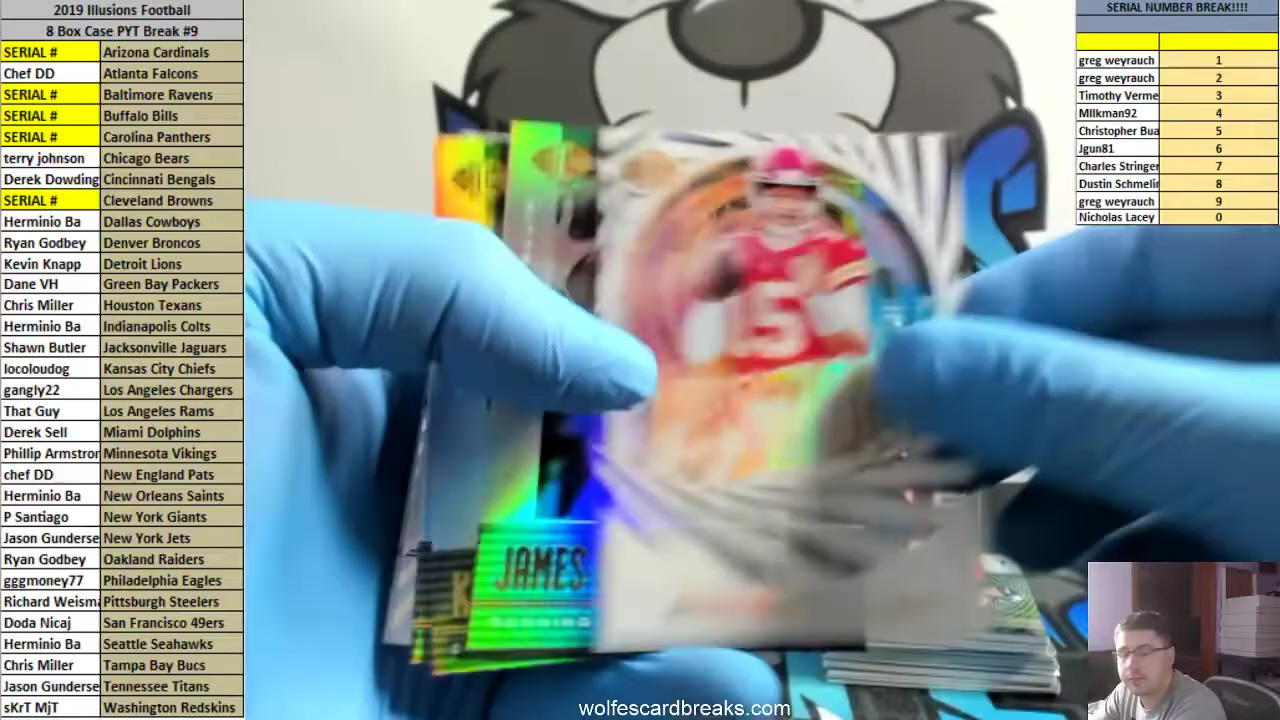 2019 Illusions Football
8 Box Case PYT Break #9
SERIAL # Arizona Cardinals
Chef DD Atlanta Falcons
SERIAL # Baltimore Ravens
SERIAL # Buffalo Bills
SERIAL # Carolina Panthers
terry johnson Chicago Bears
Derek Dowding Cincinnati Bengals
SERIAL # Cleveland Browns
Herminio Ba Dallas Cowboys
Ryan Godbey Denver Broncos
Kevin Knapp Detroit Lions
Dane VH Green Bay Packers
Chris Miller Houston Texans
Herminio Ba Indianapolis Colts
Shawn Butler Jacksonville Jaguars
locoloudog Kansas City Chiefs
gangly22 Los Angeles Chargers
That Guy Los Angeles Rams
Derek Sell Miami Dolphins
Phillip Armstror Minnesota Vikings
chef DD New England Pats
Herminio Ba New Orleans Saints
P Santiago New York Giants
Jason Gunderse New York Jets
Ryan Godbey Oakland Raiders
gggmoney77 Philadelphia Eagles
Richard Weisma Pittsburgh Steelers
Doda Nicaj San Francisco 49ers
Herminio Ba Seattle Seahawks
Chris Miller Tampa Bay Bucs
Jason Gunderse Tennessee Titans
sKrT MjT Washington Redskins
SERIAL NUMBER BREAK!!!!
greg weyrauch 1
greg weyrauch 2
Timothy Verme 3
MIlkman92 4
Christopher Bua 5
Jgun81 6
Charles Stringer 7
Dustin Schmelin 8
greg weyrauch 9
Nicholas Lacey 0
15
JAMES
RUNNING
wolfescardbreaks.com